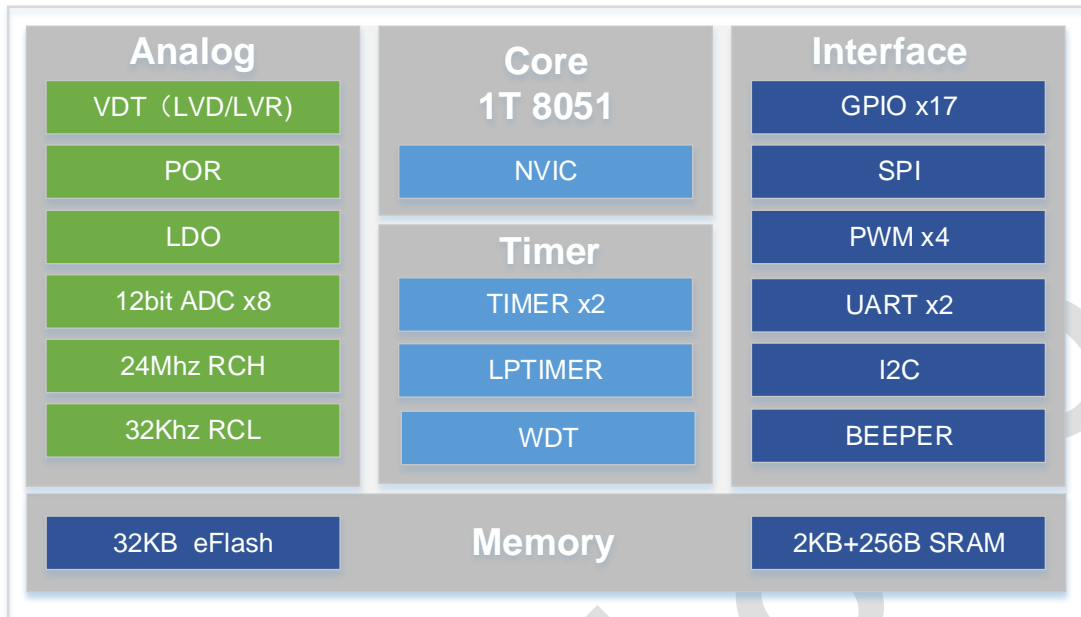 Analog
VDT（LVD/LVR)
POR
LDO
12bit ADC x8
24Mhz RCH
32Khz RCL
Core
1T 8051
NVIC
Timer
TIMER x2
LPTIMER
WDT
Interface
GPIO x17
SPI
PWM x4
UART x2
I2C
BEEPER
32KB eFlash
Memory
2KB+256B SRAM